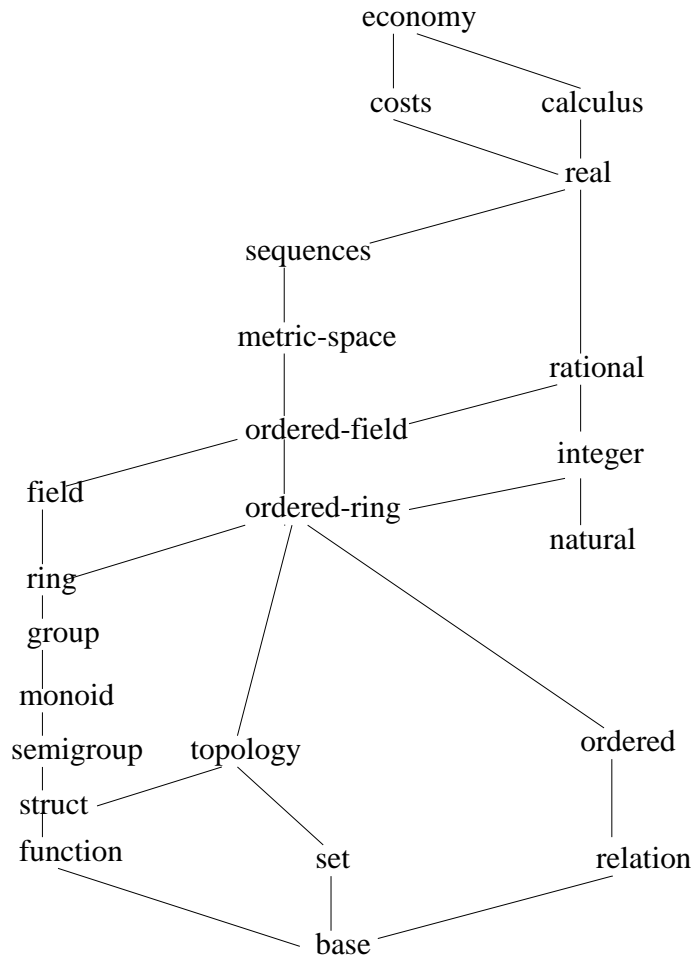 economy
costs calculus
real
sequences
metric-space
rational
ordered-field
integer
field
ordered-ring
natural
ring
group
monoid
semigroup topology ordered
struct
function set relation
base